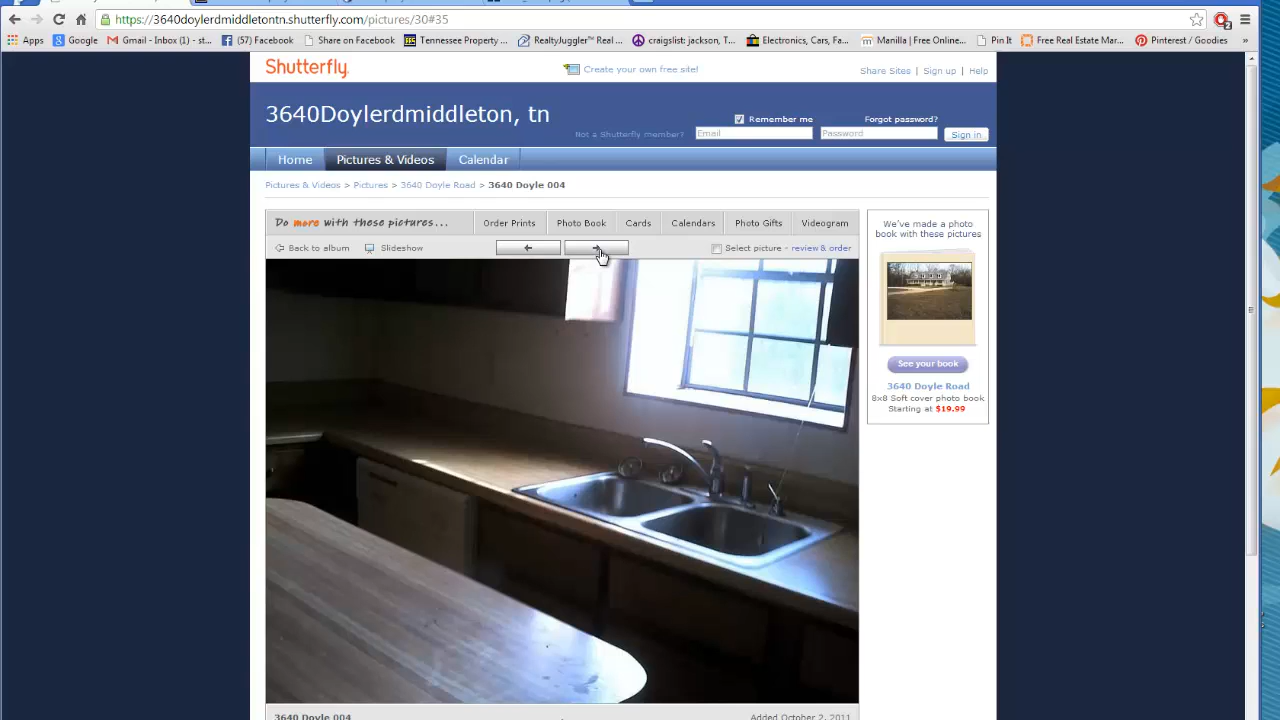 https://3640doylerdmiddletontn.shutterfly.com/pictures/30#35
Apps Google Gmail - Inbox (1) - st... (57) Facebook Share on Facebook Tennessee Property ... RealtyJuggler™ Real ... craigslist: jackson, T... Electronics, Cars, Fa... Manilla | Free Online... Pin It Free Real Estate Mar... Pinterest / Goodies »
Shutterfly. Create your own free site! Share Sites | Sign up | Help
3640Doylerdmiddleton, tn
Remember me Forgot password?
Not a Shutterfly member? Email Password Sign in
Home Pictures & Videos Calendar
Pictures & Videos > Pictures > 3640 Doyle Road > 3640 Doyle 004
Do more with these pictures... Order Prints Photo Book Cards Calendars Photo Gifts Videogram
Back to album Slideshow Select picture - review & order
We've made a photo
book with these pictures
See your book
3640 Doyle Road
8x8 Soft cover photo book
Starting at $19.99
3640 Doyle 004 Added October 2, 2011